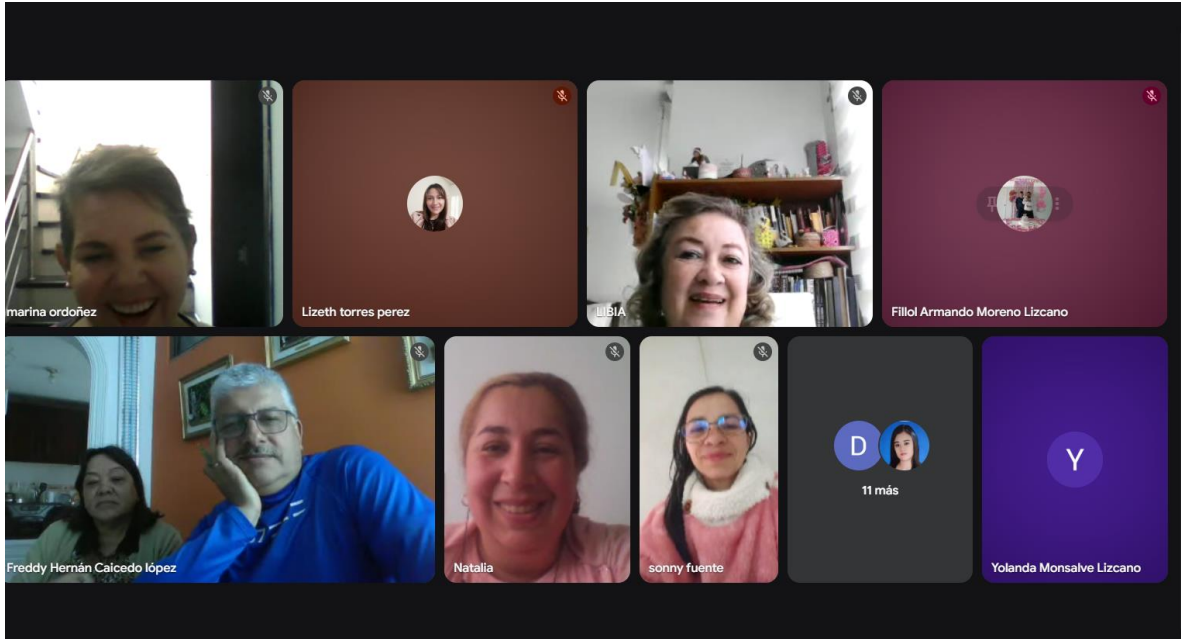 marina ordoñez
Lizeth torres perez
LIBIA
Fillol Armando Moreno Lizcano
Freddy Hernán Caicedo lópez
Natalia
sonny fuente
D
11 más
Y
Yolanda Monsalve Lizcano